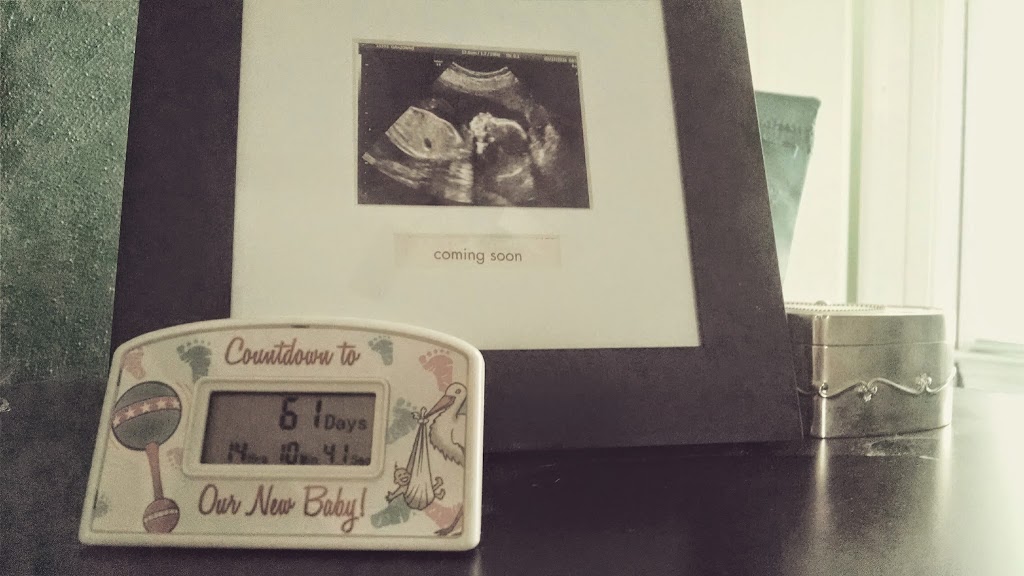 coming soon
Countdown to
61 Days
14 Hrs 10 Min 41 Sec
Our New Baby!